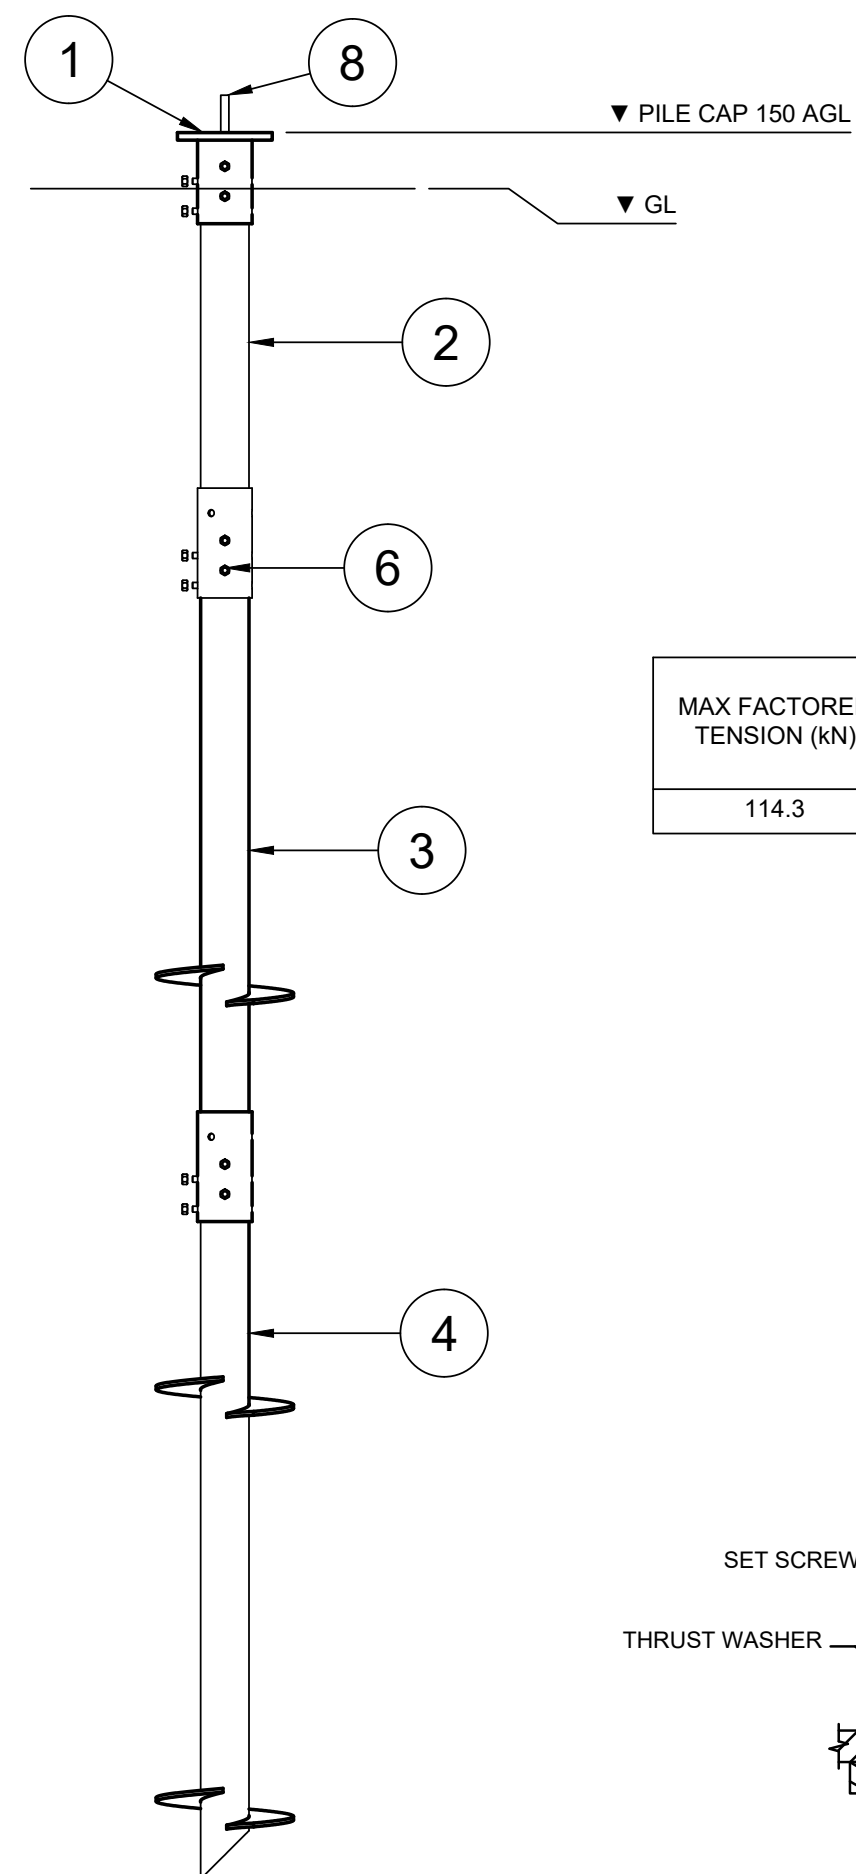 1
8
▼ PILE CAP 150 AGL
▼ GL
2
6
MAX FACTORE
TENSION (kN)
114.3
3
4
SET SCREW
THRUST WASHER